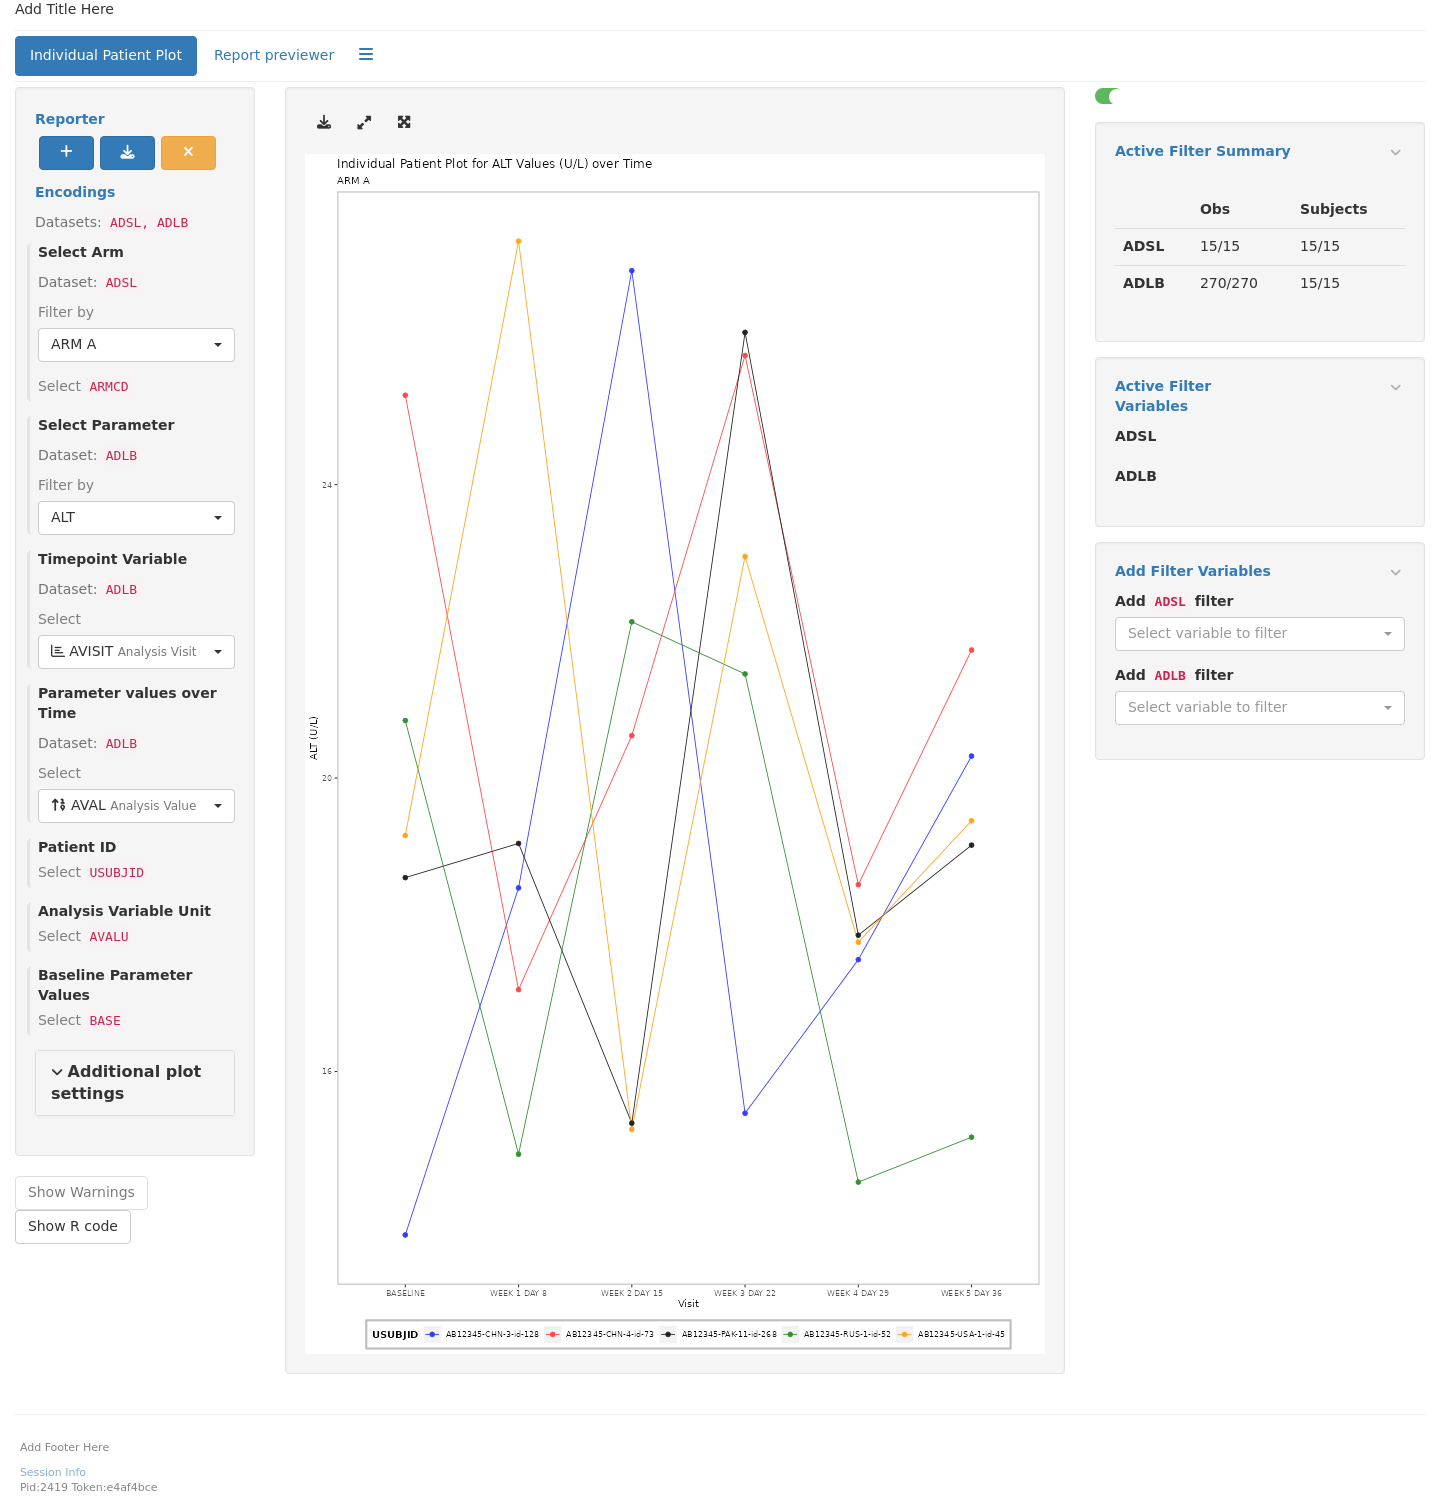 Add Title Here
Individual Patient Plot
Report previewer
Reporter
Encodings
Datasets: ADSL, ADLB
Select Arm
Dataset: ADSL
Filter by
ARM A
Select ARMCD
Select Parameter
Dataset: ADLB
Filter by
ALT
Timepoint Variable
Dataset: ADLB
Select
AVISIT Analysis Visit
Parameter values over
Time
Dataset: ADLB
Select
AVAL Analysis Value
Patient ID
Select USUBJID
Analysis Variable Unit
Select AVALU
Baseline Parameter
Values
Select BASE
Additional plot
settings
Show Warnings
Show R code
Individual Patient Plot for ALT Values (U/L) over Time
ARM A
24
20
16
ALT (U/L)
BASELINE WEEK 1 DAY 8 WEEK 2 DAY 15 WEEK 3 DAY 22 WEEK 4 DAY 29 WEEK 5 DAY 36
Visit
USUBJID AB12345-CHN-3-id-128 AB12345-CHN-4-id-73 AB12345-PAK-11-id-268 AB12345-RUS-1-id-52 AB12345-USA-1-id-45
Active Filter Summary
Obs Subjects
ADSL 15/15 15/15
ADLB 270/270 15/15
Active Filter
Variables
ADSL
ADLB
Add Filter Variables
Add ADSL filter
Select variable to filter
Add ADLB filter
Select variable to filter
Add Footer Here
Session Info
Pid:2419 Token:e4af4bce